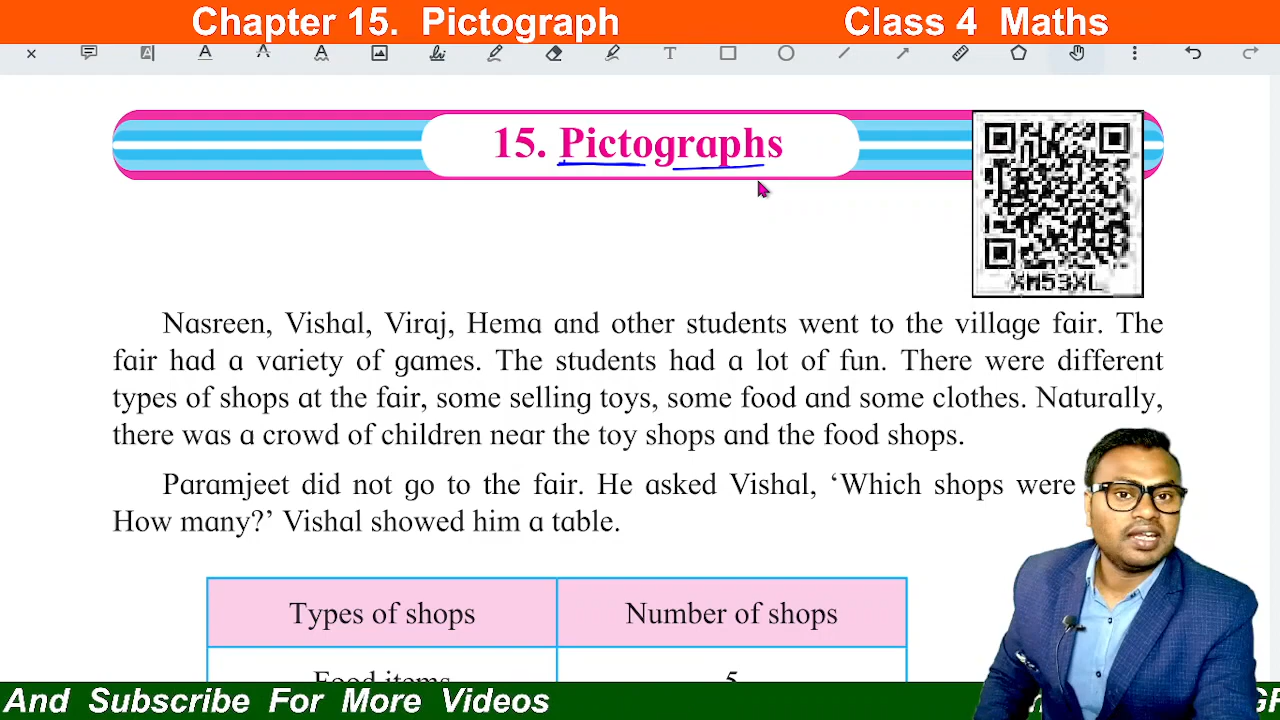 Chapter 15. Pictograph Class 4 Maths
15. Pictographs
XM53XL
Nasreen, Vishal, Viraj, Hema and other students went to the village fair. The
fair had a variety of games. The students had a lot of fun. There were different
types of shops at the fair, some selling toys, some food and some clothes. Naturally,
there was a crowd of children near the toy shops and the food shops.
Paramjeet did not go to the fair. He asked Vishal, ‘Which shops were
How many?’ Vishal showed him a table.
Types of shops Number of shops
Food items 5
And Subscribe For More Videos